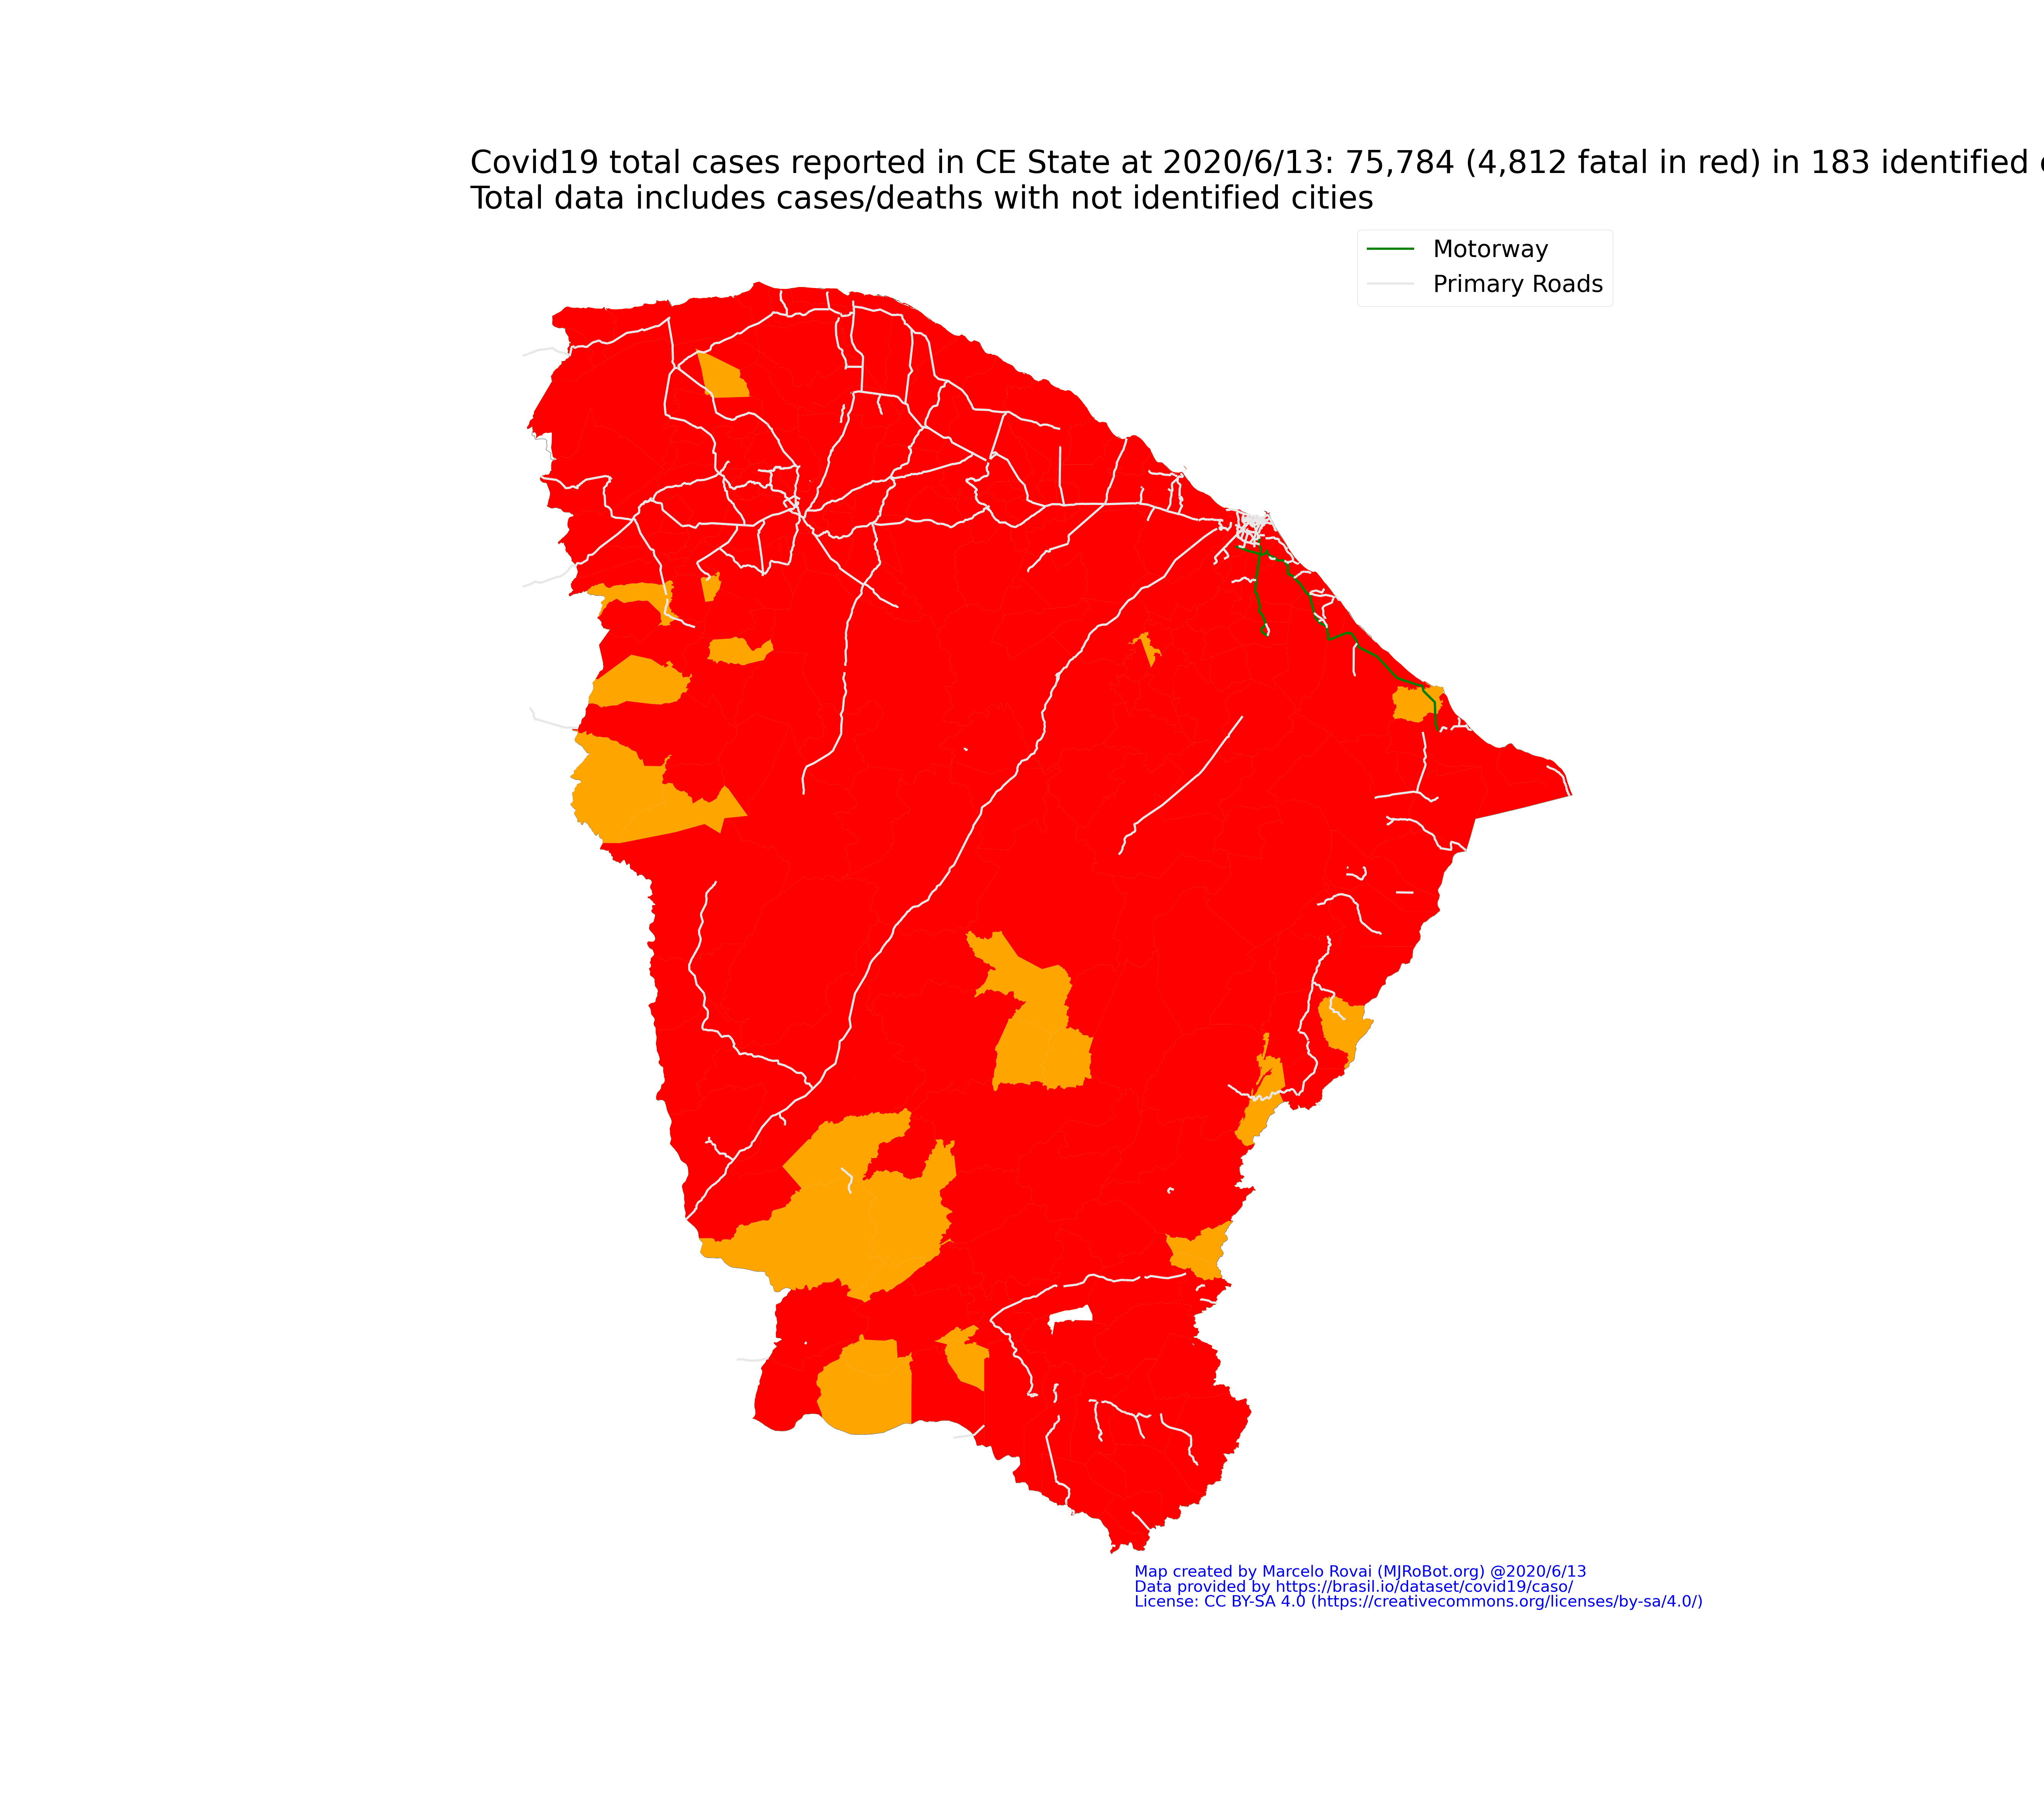 Covid19 total cases reported in CE State at 2020/6/13: 75,784 (4,812 fatal in red) in 183 identified
Total data includes cases/deaths with not identified cities
Motorway
Primary Roads
Map created by Marcelo Rovai (MJRoBot.org) @2020/6/13
Data provided by https://brasil.io/dataset/covid19/caso/
License: CC BY-SA 4.0 (https://creativecommons.org/licenses/by-sa/4.0/)